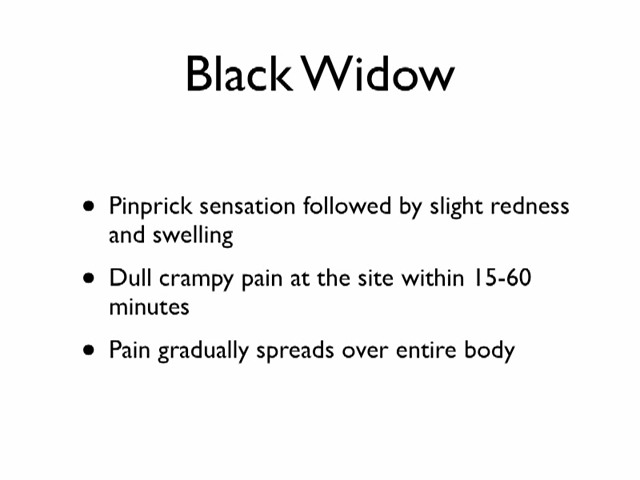 Black Widow
• Pinprick sensation followed by slight redness
and swelling
• Dull crampy pain at the site within 15-60
minutes
• Pain gradually spreads over entire body